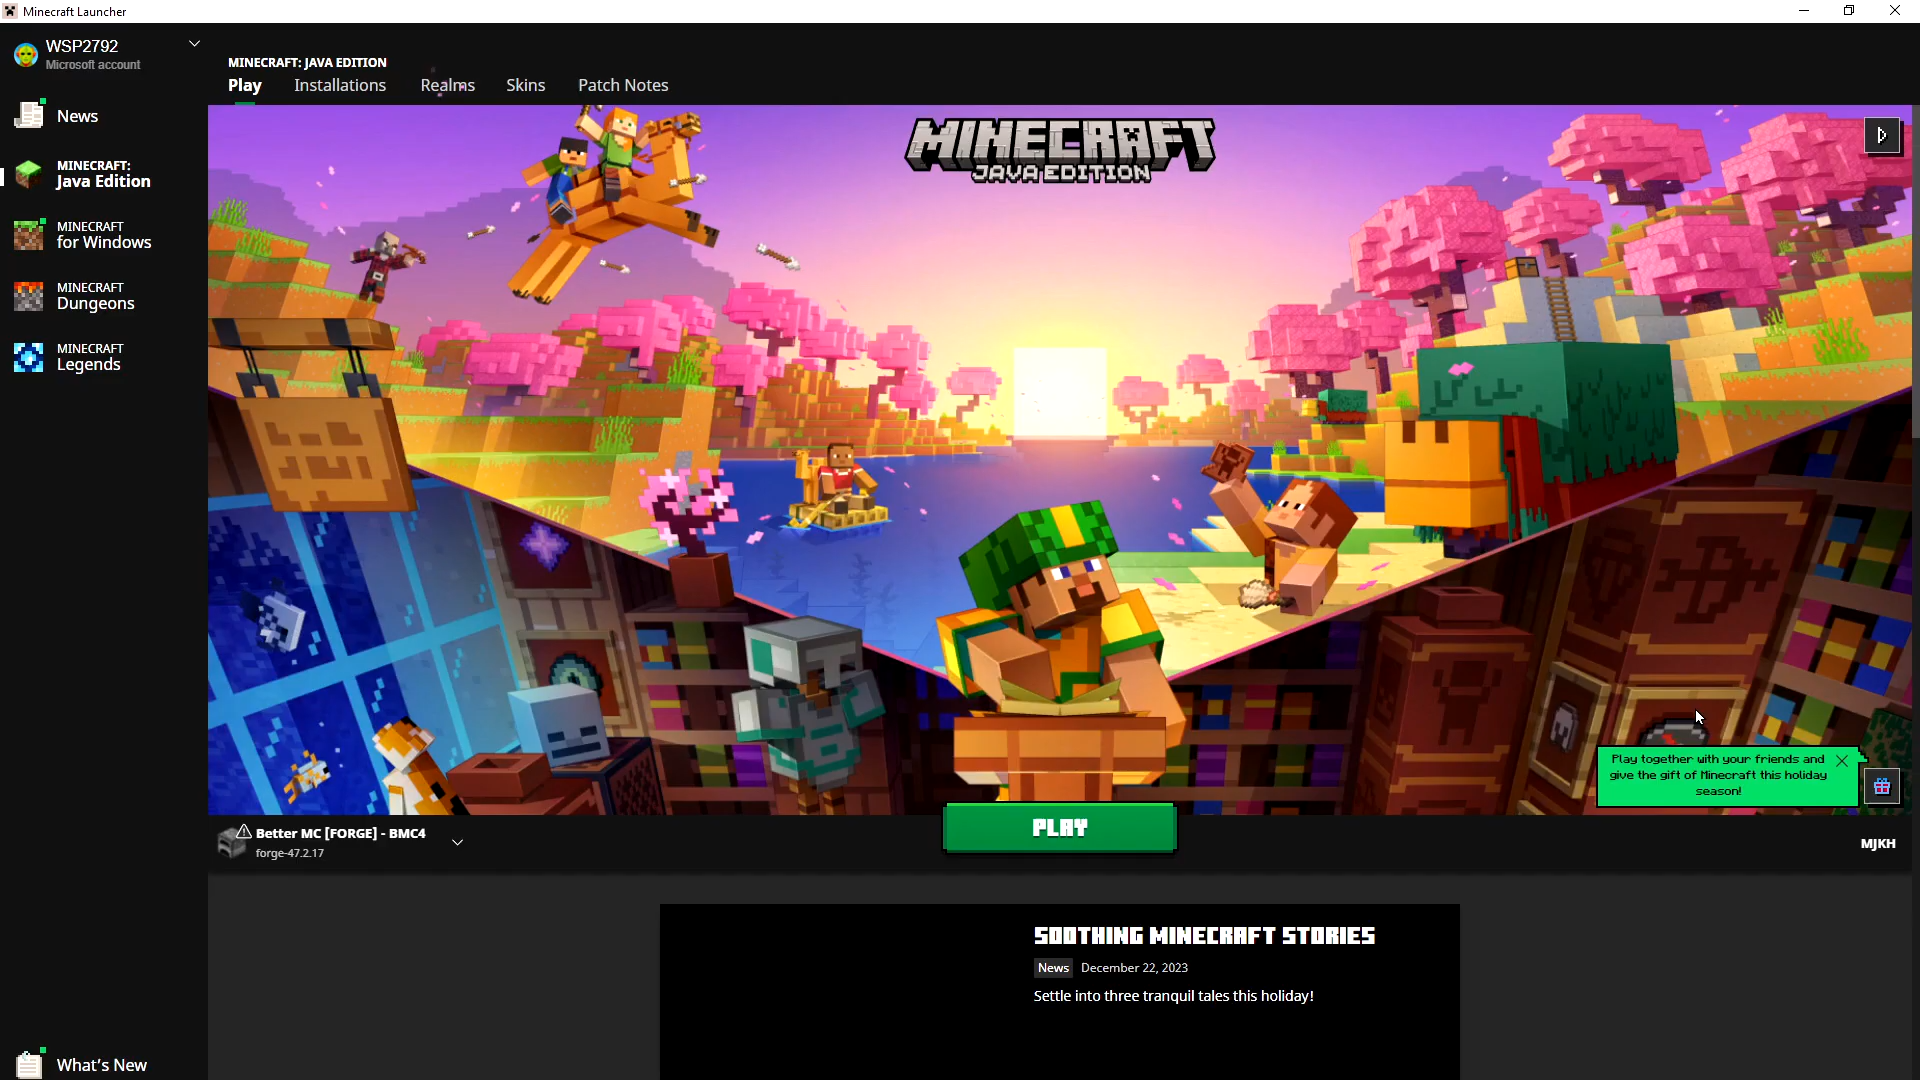 Minecraft Launcher
WSP2792
Microsoft account
MINECRAFT: JAVA EDITION
Play
Installations
Realms
Skins
Patch Notes
News
MINECRAFT:
Java Edition
MINECRAFT
for Windows
MINECRAFT
Dungeons
MINECRAFT
Legends
MINECRAFT
JAVA EDITION
Play together with your friends and
give the gift of Minecraft this holiday
season!
Better MC [FORGE] - BMC4
forge-47.2.17
PLAY
MJKH
SOOTHING MINECRAFT STORIES
News December 22, 2023
Settle into three tranquil tales this holiday!
What's New